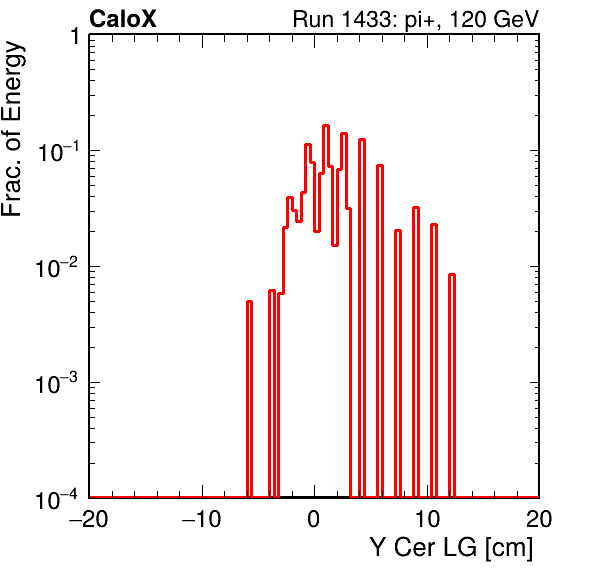 CaloX Run 1433: pi+, 120 GeV
Frac. of Energy
1
10⁻¹
10⁻²
10⁻³
10⁻⁴
−20 −10 0 10 20
Y Cer LG [cm]